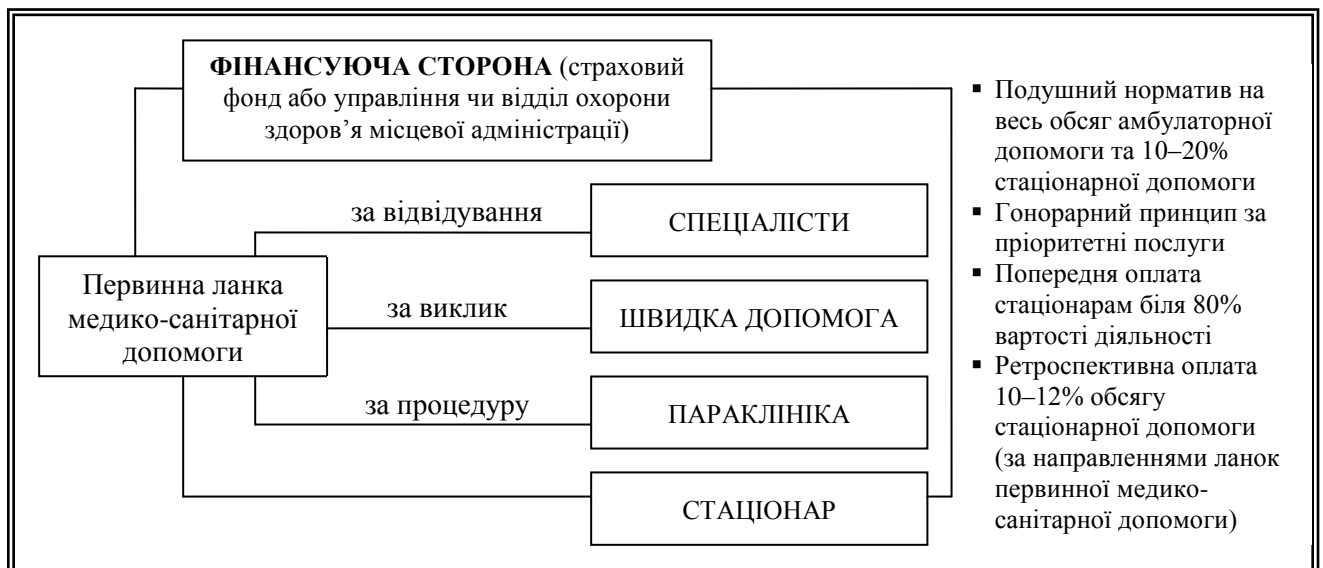 ФІНАНСУЮЧА СТОРОНА (страховий
фонд або управління чи відділ охорони
здоров’я місцевої адміністрації)
за відвідування
СПЕЦІАЛІСТИ
Первинна ланка
медико-санітарної
допомоги
за виклик
ШВИДКА ДОПОМОГА
за процедуру
ПАРАКЛІНІКА
СТАЦІОНАР
▪ Подушний норматив на
весь обсяг амбулаторної
допомоги та 10–20%
стаціонарної допомоги
▪ Гонорарний принцип за
пріоритетні послуги
▪ Попередня оплата
стаціонарам біля 80%
вартості діяльності
▪ Ретроспективна оплата
10–12% обсягу
стаціонарної допомоги
(за направленнями ланок
первинної медико-
санітарної допомоги)